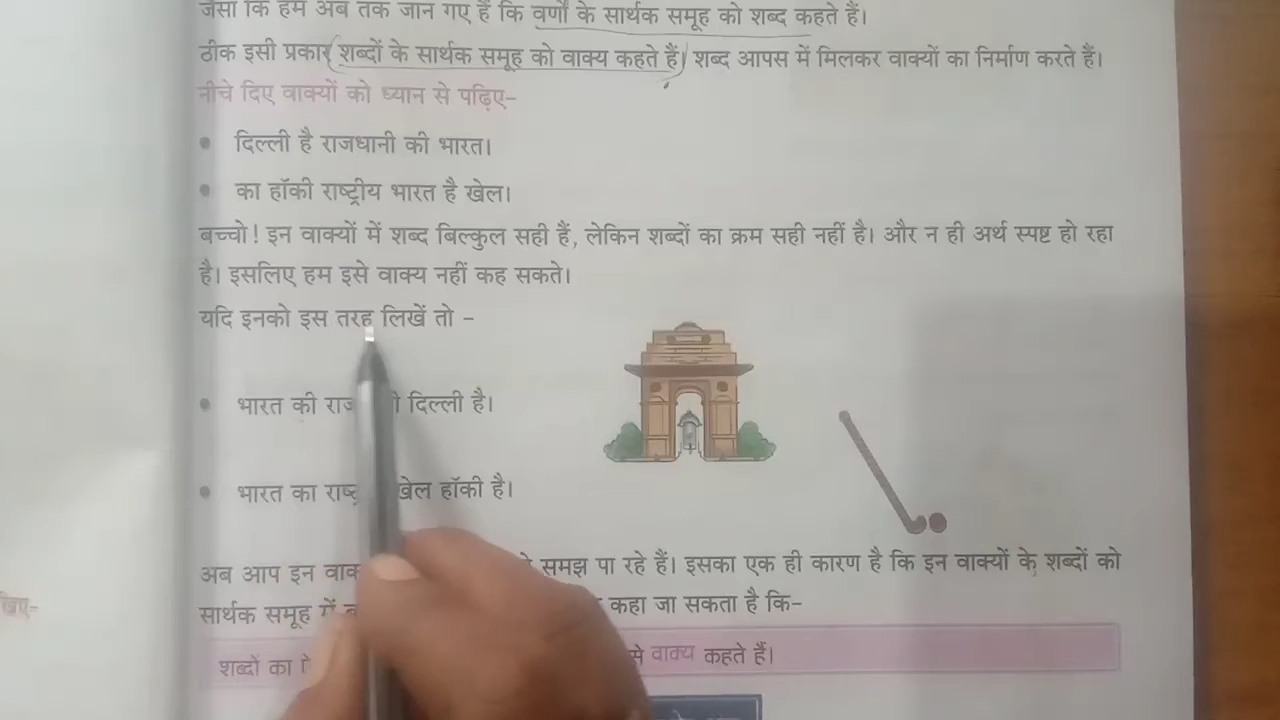 जैसा कि हम अब तक जान गए हैं कि वर्णों के सार्थक समूह को शब्द कहते हैं।
ठीक इसी प्रकार शब्दों के सार्थक समूह को वाक्य कहते हैं। शब्द आपस में मिलकर वाक्यों का निर्माण करते हैं।
नीचे दिए वाक्यों को ध्यान से पढ़िए–
• दिल्ली है राजधानी की भारत।
• का हॉकी राष्ट्रीय भारत है खेल।
बच्चो! इन वाक्यों में शब्द बिल्कुल सही हैं, लेकिन शब्दों का क्रम सही नहीं है। और न ही अर्थ स्पष्ट हो रहा
है। इसलिए हम इसे वाक्य नहीं कह सकते।
यदि इनको इस तरह लिखें तो –
• भारत की दिल्ली है।
• भारत का खेल हॉकी है।
अब आप इन समझ पा रहे हैं। इसका एक ही कारण है कि इन वाक्यों के शब्दों को
सार्थक समूह में कहा जा सकता है कि–
शब्दों का से वाक्य कहते हैं।